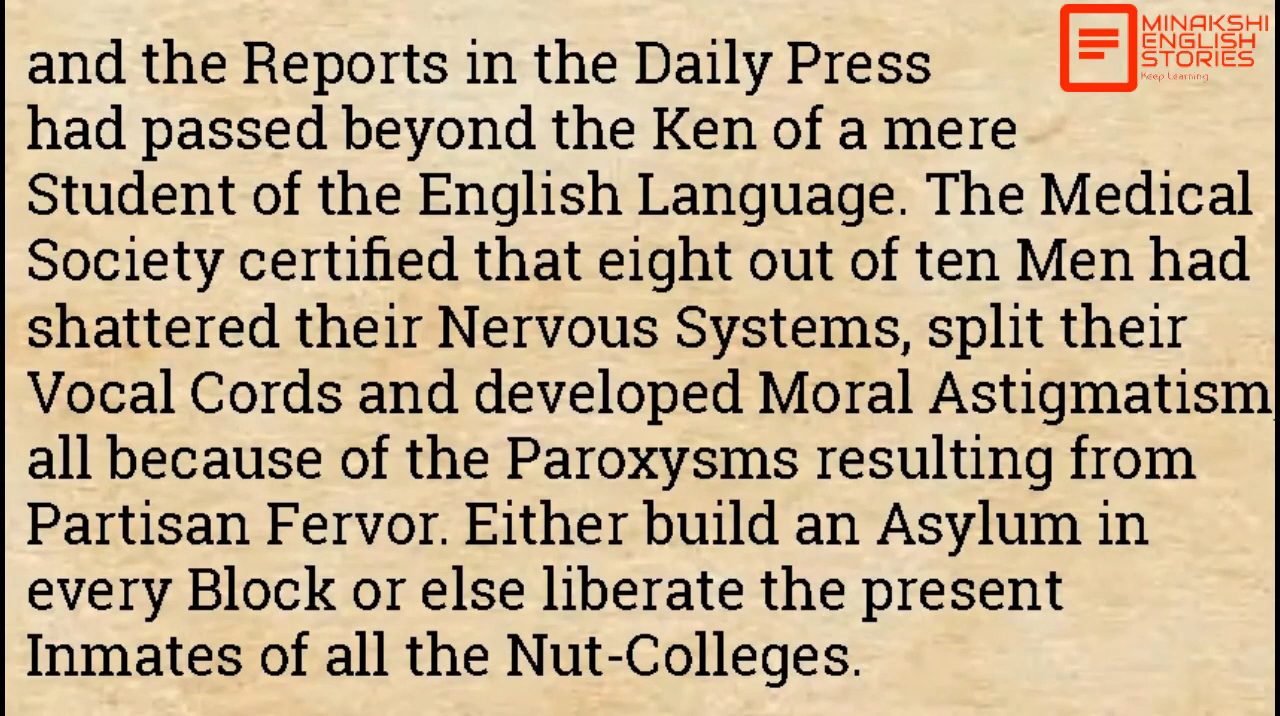 MINAKSHI
ENGLISH
STORIES
Keep Learning
and the Reports in the Daily Press
had passed beyond the Ken of a mere
Student of the English Language. The Medical
Society certified that eight out of ten Men had
shattered their Nervous Systems, split their
Vocal Cords and developed Moral Astigmatism,
all because of the Paroxysms resulting from
Partisan Fervor. Either build an Asylum in
every Block or else liberate the present
Inmates of all the Nut-Colleges.